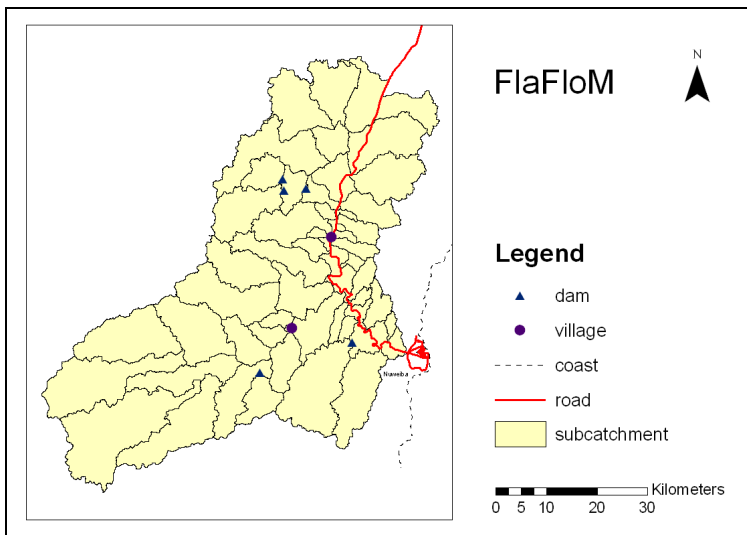 FlaFloM
N
Legend
dam
village
coast
road
subcatchment
Kilometers
0 5 10 20 30
Nuweiba